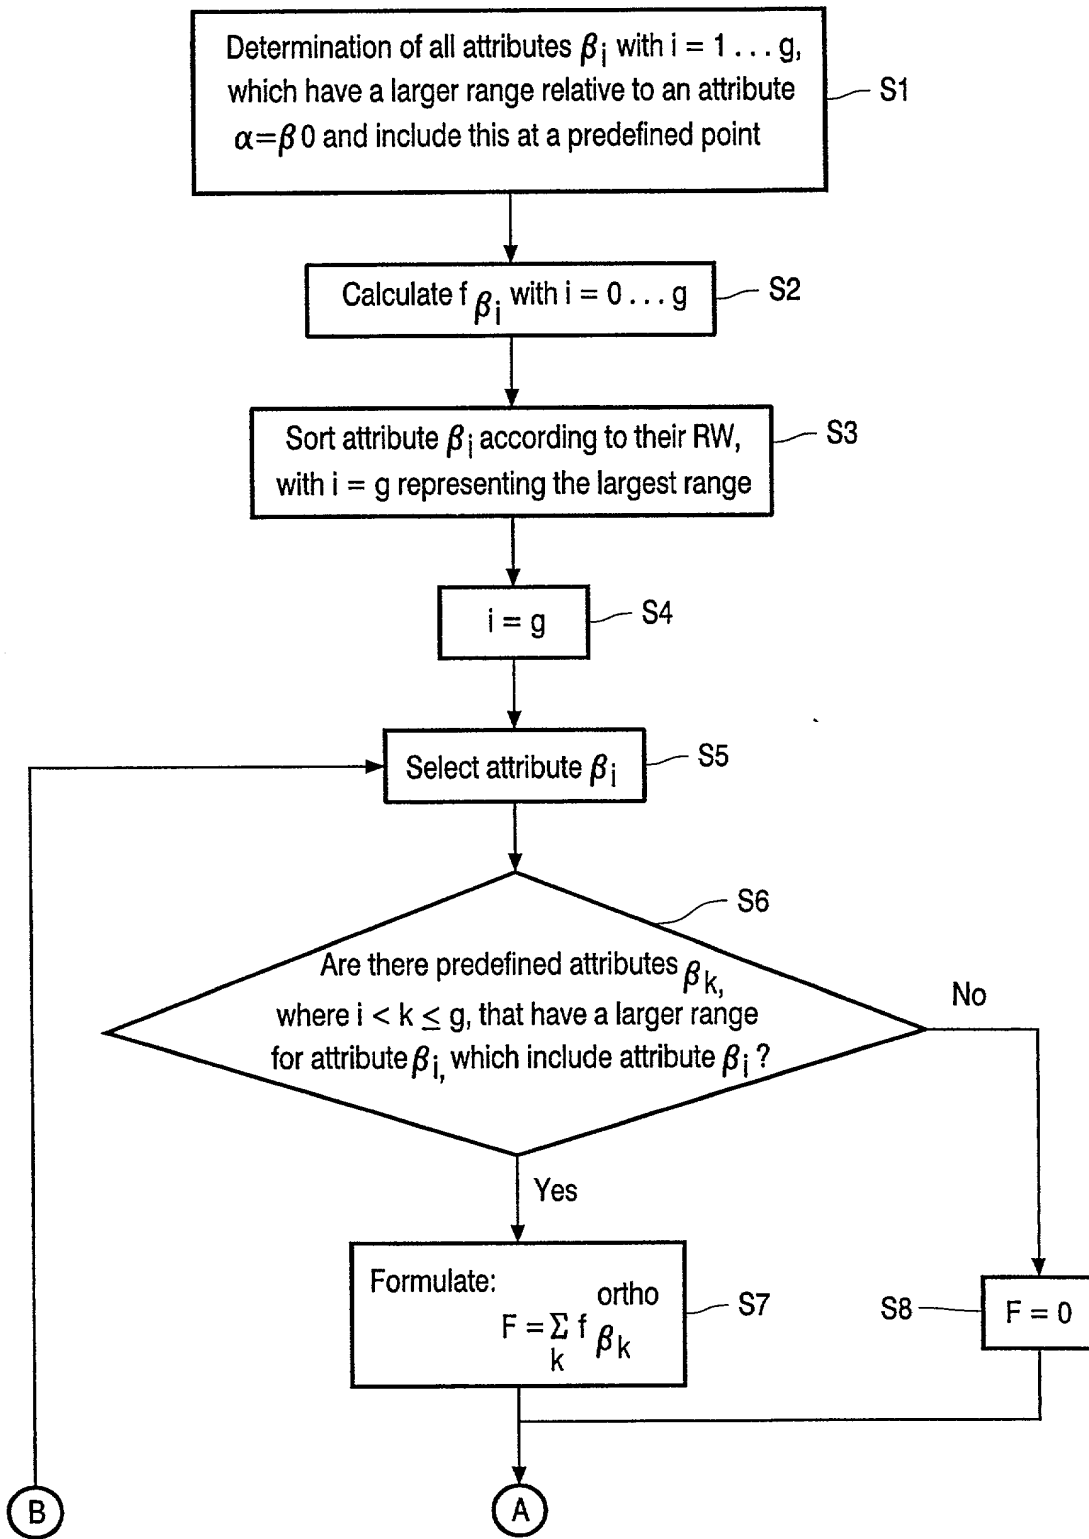 Determination of all attributes βi with i = 1 . . . g,
which have a larger range relative to an attribute
α=β0 and include this at a predefined point
S1
Calculate f βi with i = 0 . . . g
S2
Sort attribute βi according to their RW,
with i = g representing the largest range
S3
i = g
S4
Select attribute βi
S5
S6
Are there predefined attributes βk,
where i < k ≤ g, that have a larger range
for attribute βi, which include attribute βi ?
No
Yes
Formulate:
ortho
F = Σ f βk
k
S7
S8
F = 0
B
A